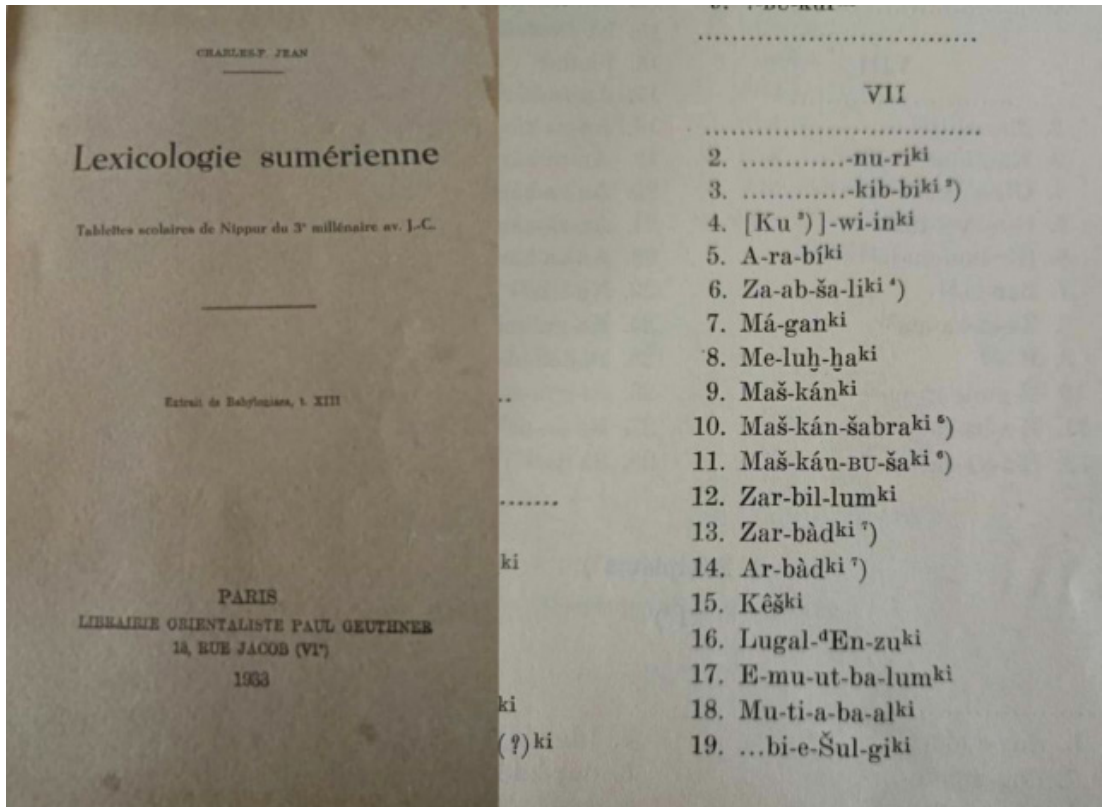 CHARLES-F. JEAN
Lexicologie sumérienne
Tablettes scolaires de Nippur du 3e millénaire av. J.-C.
Extrait de Babyloniaca, t. XIII
PARIS
LIBRAIRIE ORIENTALISTE PAUL GEUTHNER
13, RUE JACOB (VIe)
1933
..
.......
ki
ki
(?)ki
................................
VII
................................
2. ............-nu-riki
3. ............-kib-biki 2)
4. [Ku 3)]-wi-inki
5. A-ra-bíki
6. Za-ab-ša-liki 4)
7. Má-ganki
8. Me-luḫ-ḫaki
9. Maš-kánki
10. Maš-kán-šabraki 5)
11. Maš-kán-BU-šaki 6)
12. Zar-bil-lumki
13. Zar-bàdki 7)
14. Ar-bàdki 7)
15. Kêški
16. Lugal-dEn-zuki
17. E-mu-ut-ba-lumki
18. Mu-ti-a-ba-alki
19. ...bi-e-Šul-giki